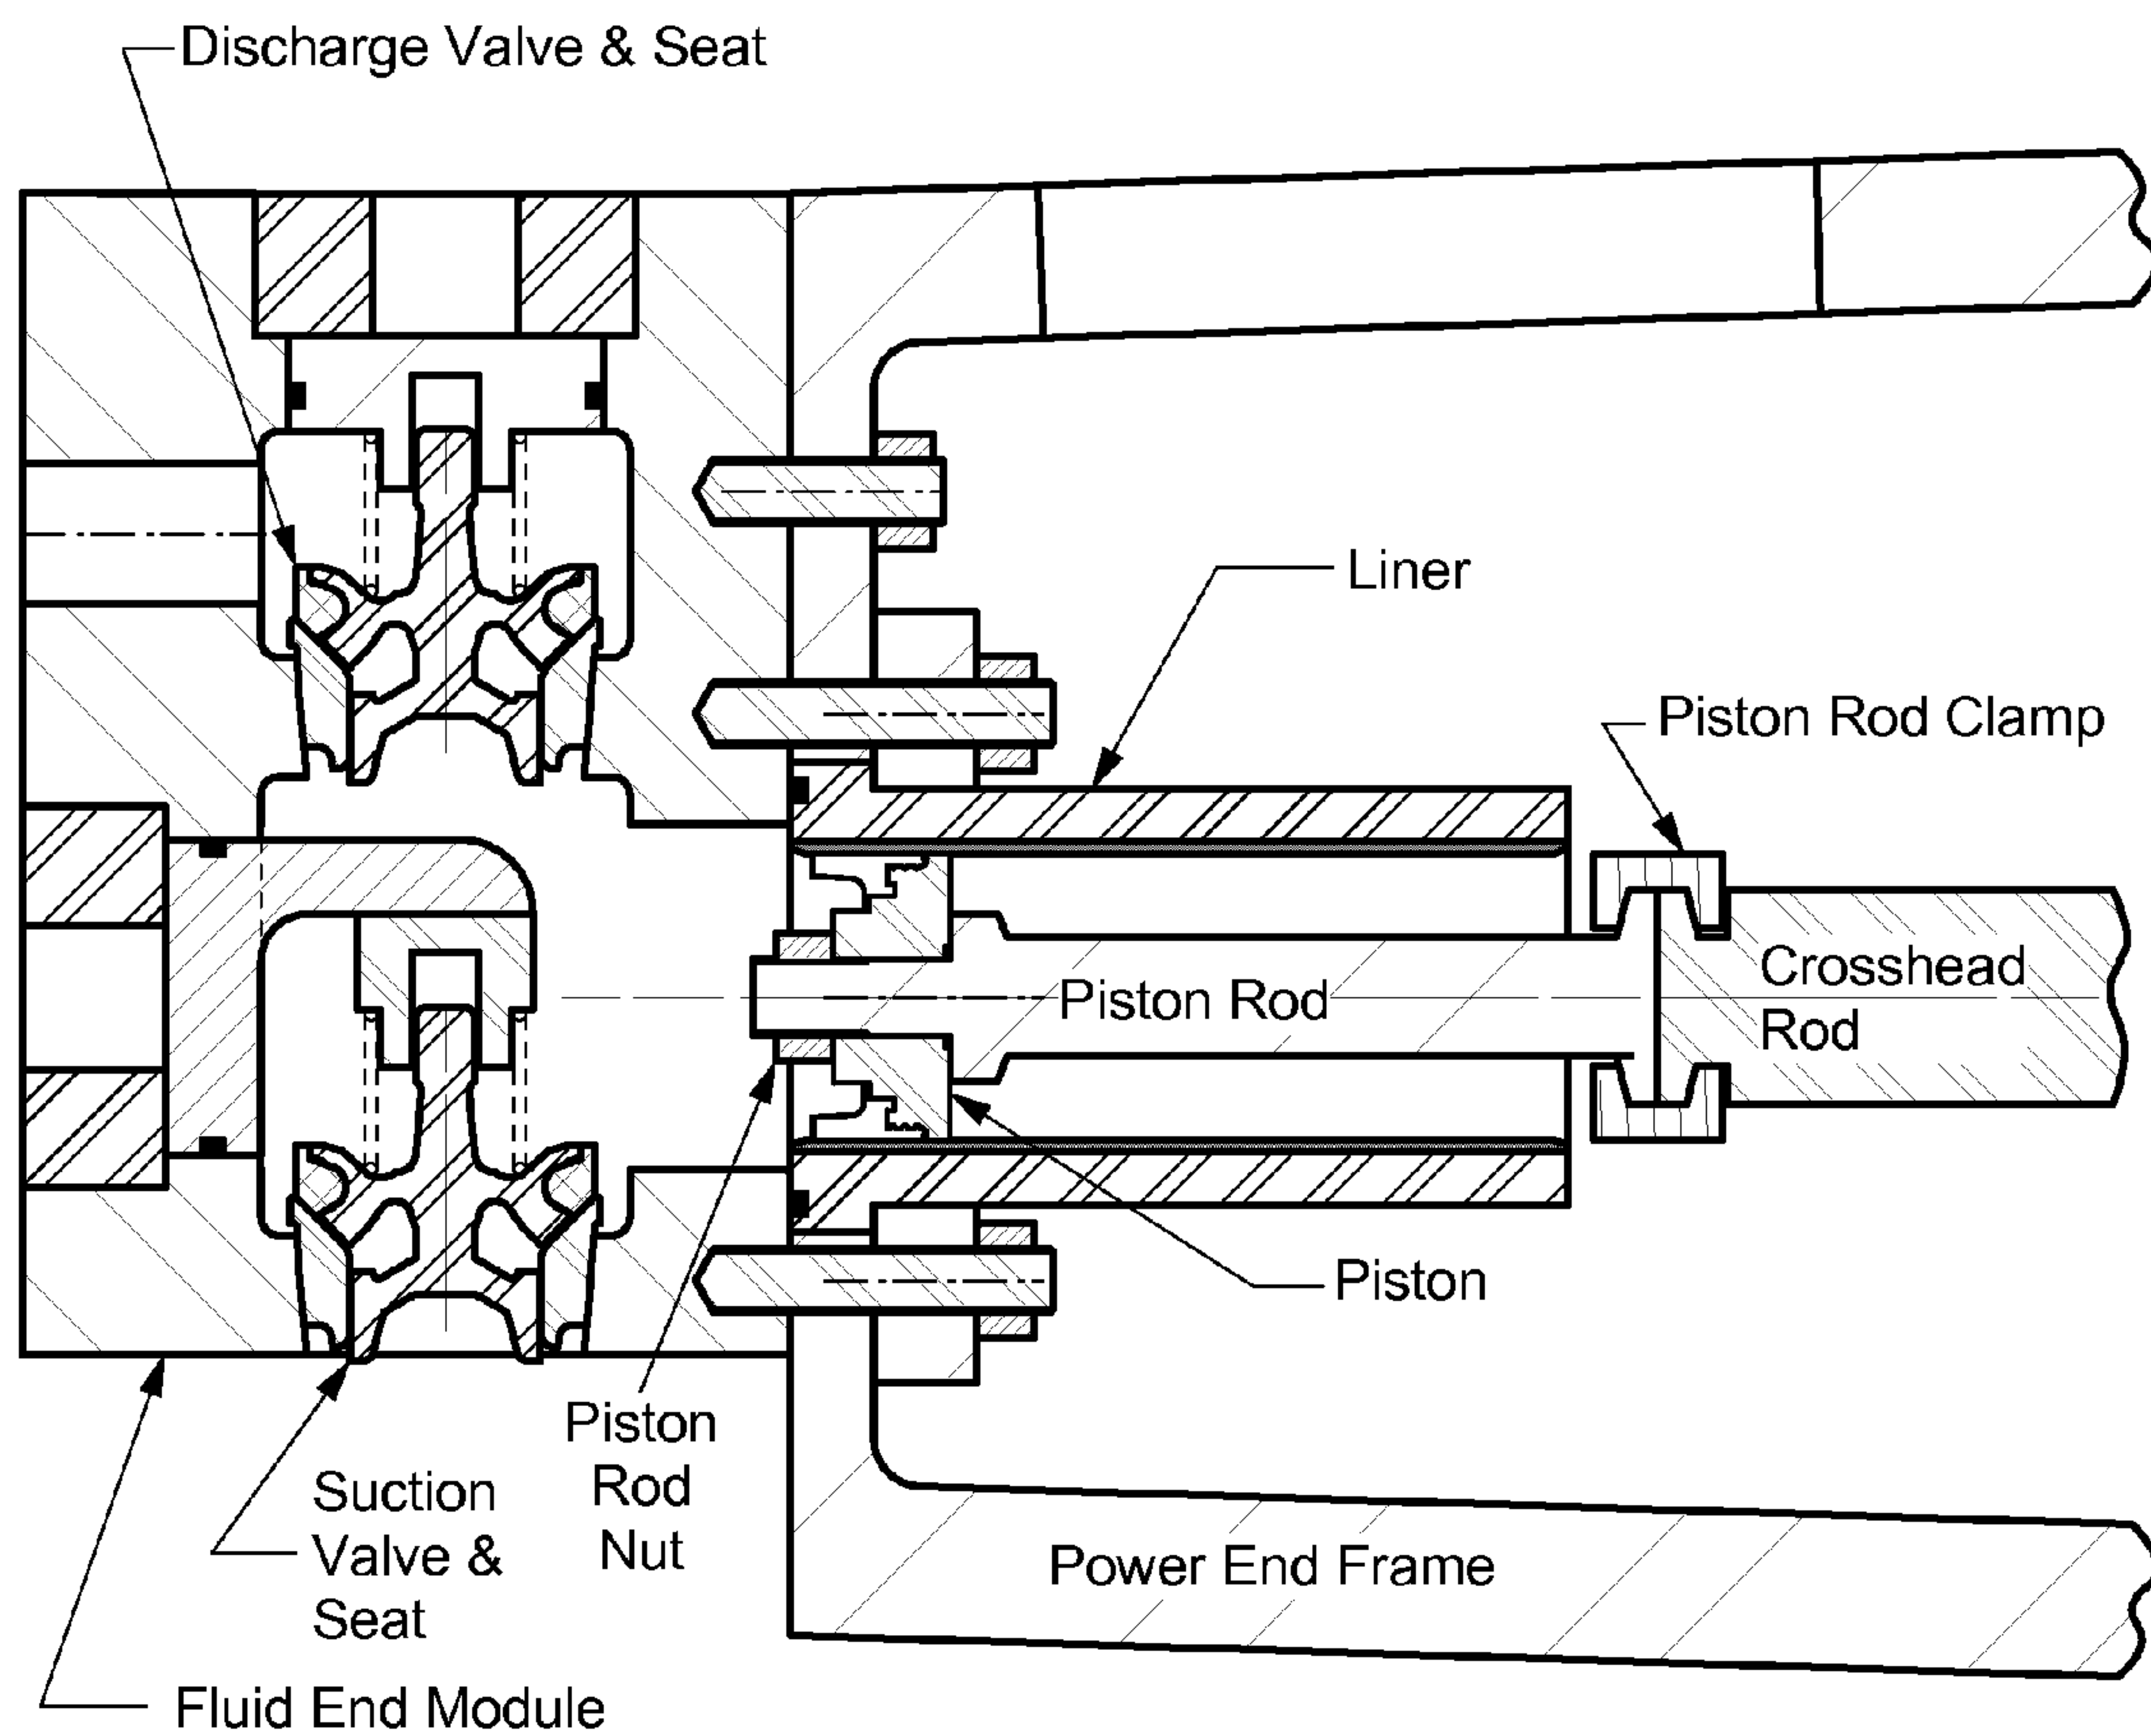 Discharge Valve & Seat
Liner
Piston Rod Clamp
Piston Rod
Crosshead
Rod
Piston
Piston
Rod
Nut
Suction
Valve &
Seat
Power End Frame
Fluid End Module